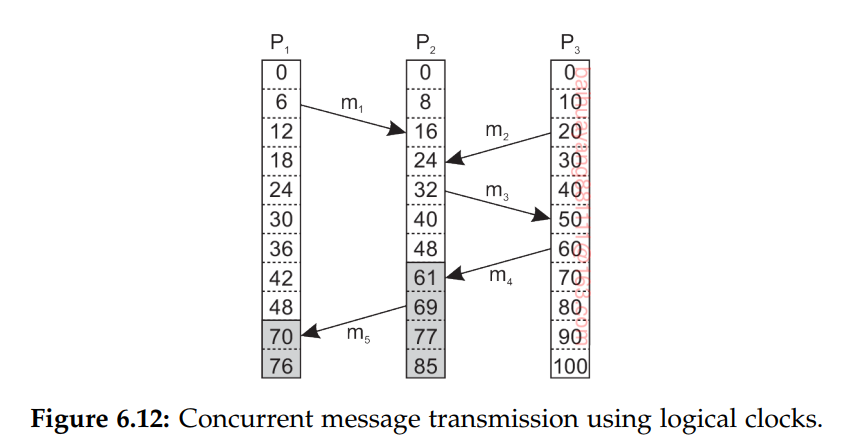 P1 P2 P3
0 0 0
6 8 10
m1
12 16 20
m2
18 24 30
24 32 40
m3
30 40 50
36 48 60
42 61 70
m4
48 69 80
70 77 90
m5
76 85 100
Figure 6.12: Concurrent message transmission using logical clocks.